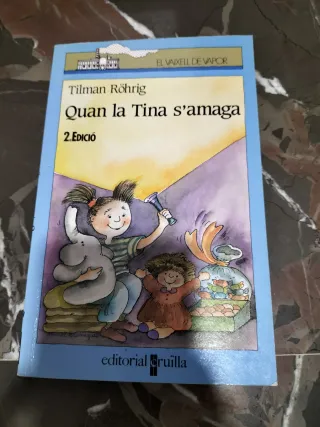 EL VAIXELL DE VAPOR
Tilman Röhrig
Quan la Tina s'amaga
2.EDICIÓ
editorial cruïlla